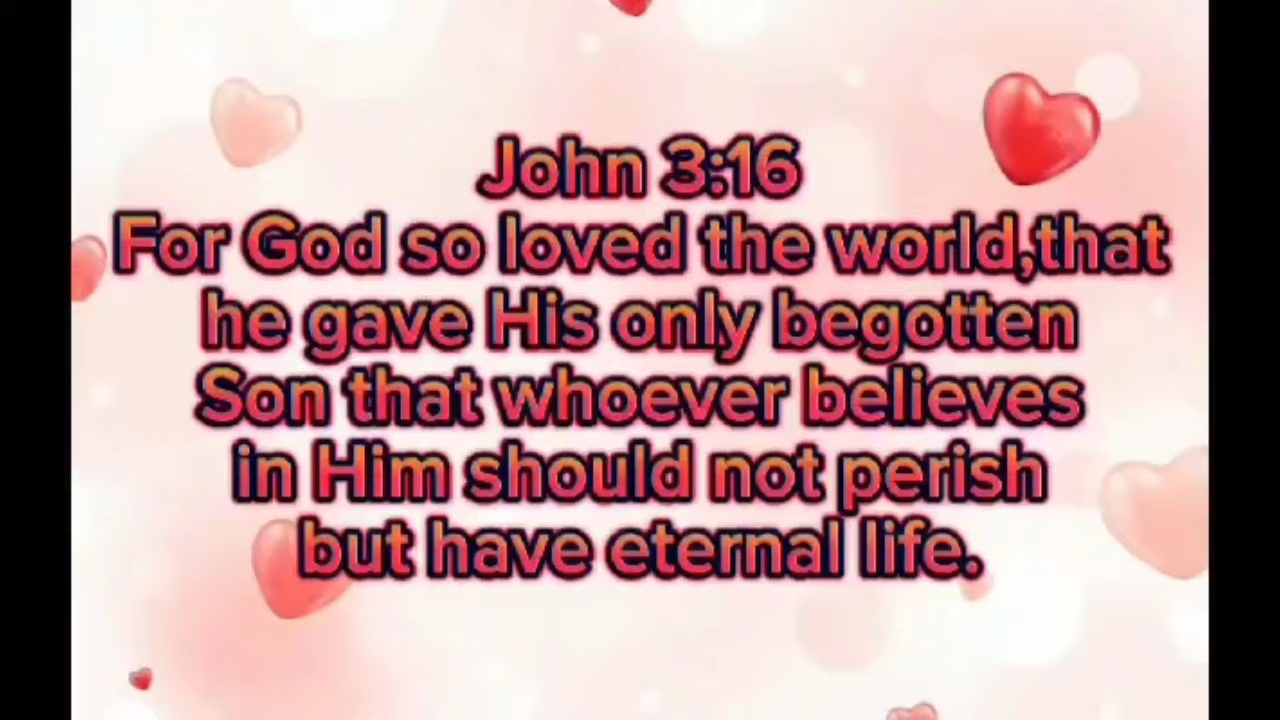 John 3:16
For God so loved the world,that
he gave His only begotten
Son that whoever believes
in Him should not perish
but have eternal life.